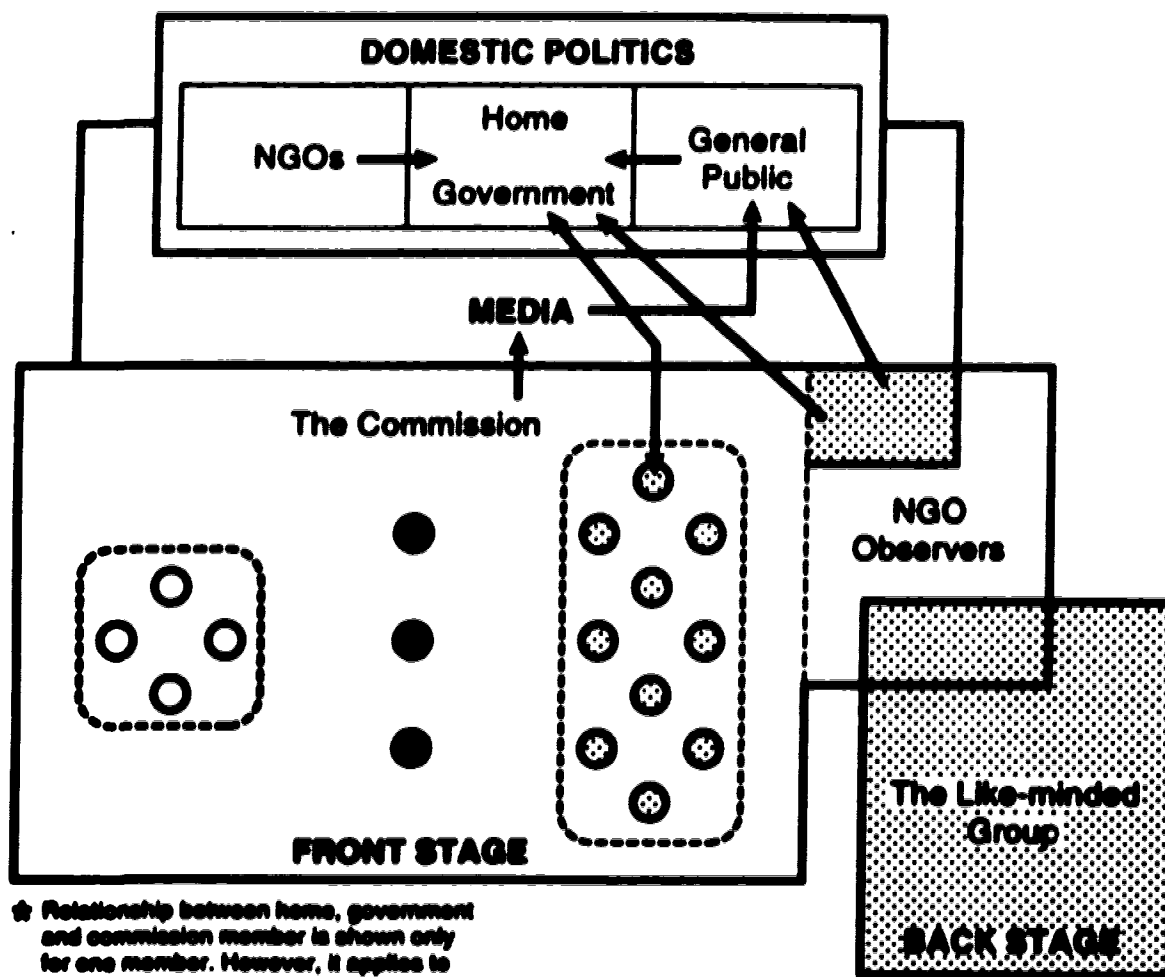 DOMESTIC POLITICS
NGOs
Home
Government
General
Public
MEDIA
The Commission
NGO
Observers
FRONT STAGE
The Like-minded
Group
BACK STAGE
☆ Relationship between home, government
and commission member is shown only
for one member. However, it applies to